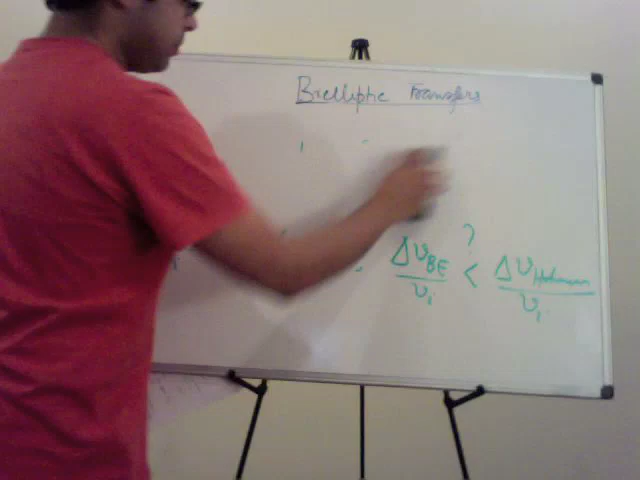 Bielliptic Transfers
?
ΔV_BE / V_1 < ΔV_Hohmann / V_1